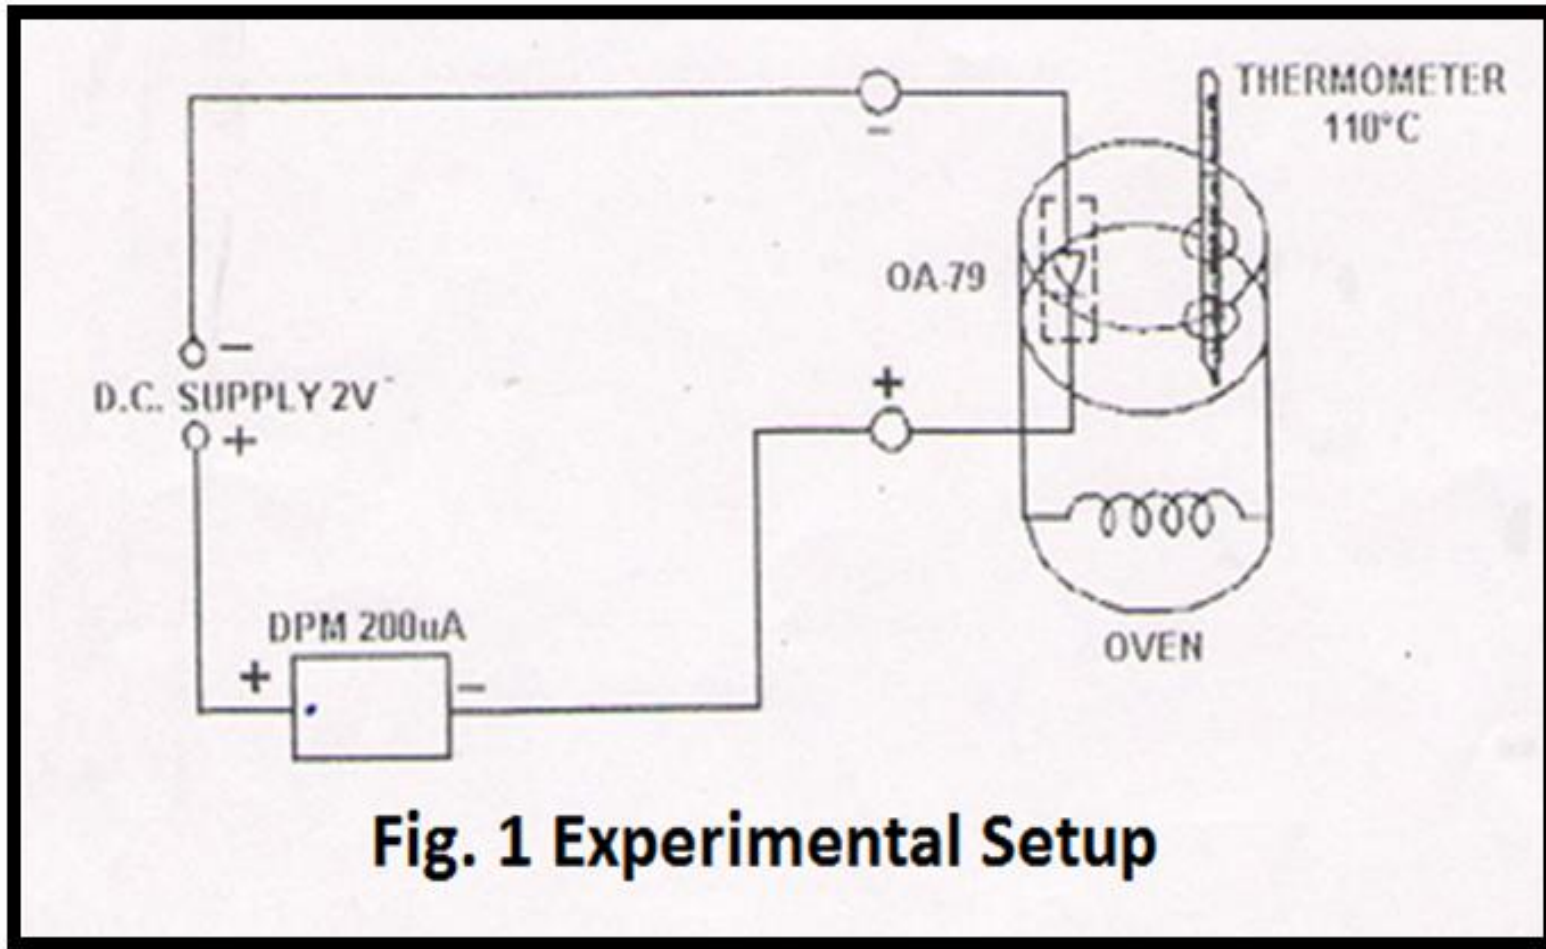 THERMOMETER
110°C
-
OA-79
+
-
D.C.. SUPPLY 2V
+
DPM 200uA
+
-
OVEN
Fig. 1 Experimental Setup